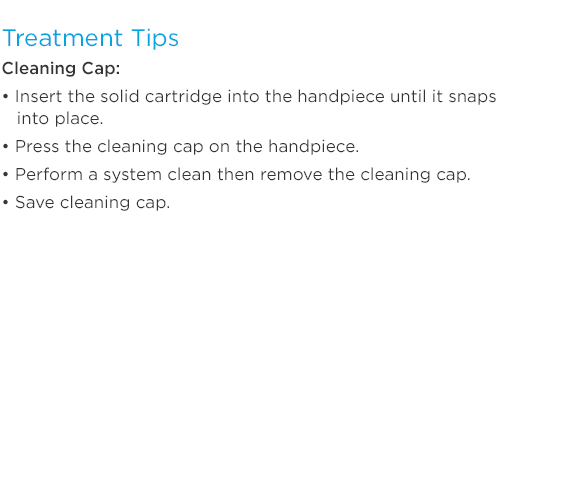 Treatment Tips
Cleaning Cap:
• Insert the solid cartridge into the handpiece until it snaps
into place.
• Press the cleaning cap on the handpiece.
• Perform a system clean then remove the cleaning cap.
• Save cleaning cap.